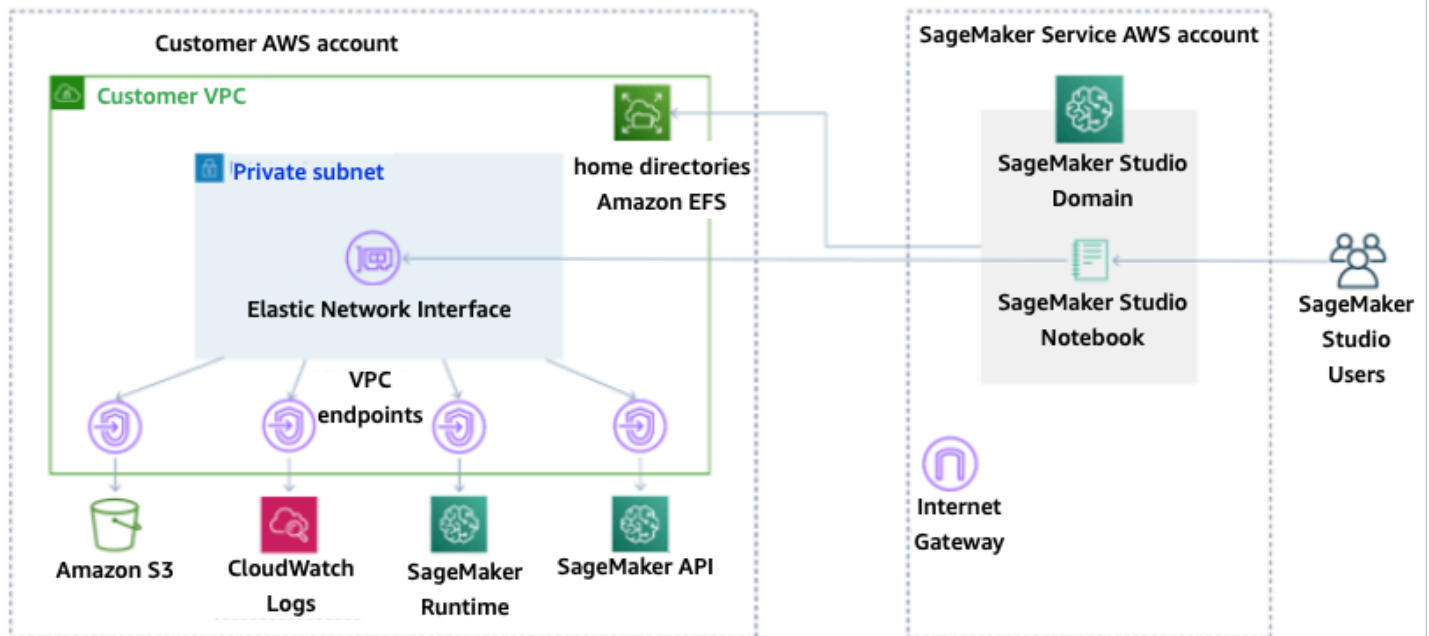 Customer AWS account
SageMaker Service AWS account
Customer VPC
Private subnet
home directories
Amazon EFS
SageMaker Studio
Domain
Elastic Network Interface
SageMaker Studio
Notebook
SageMaker
Studio
Users
VPC
endpoints
Internet
Gateway
Amazon S3
CloudWatch
Logs
SageMaker
Runtime
SageMaker API